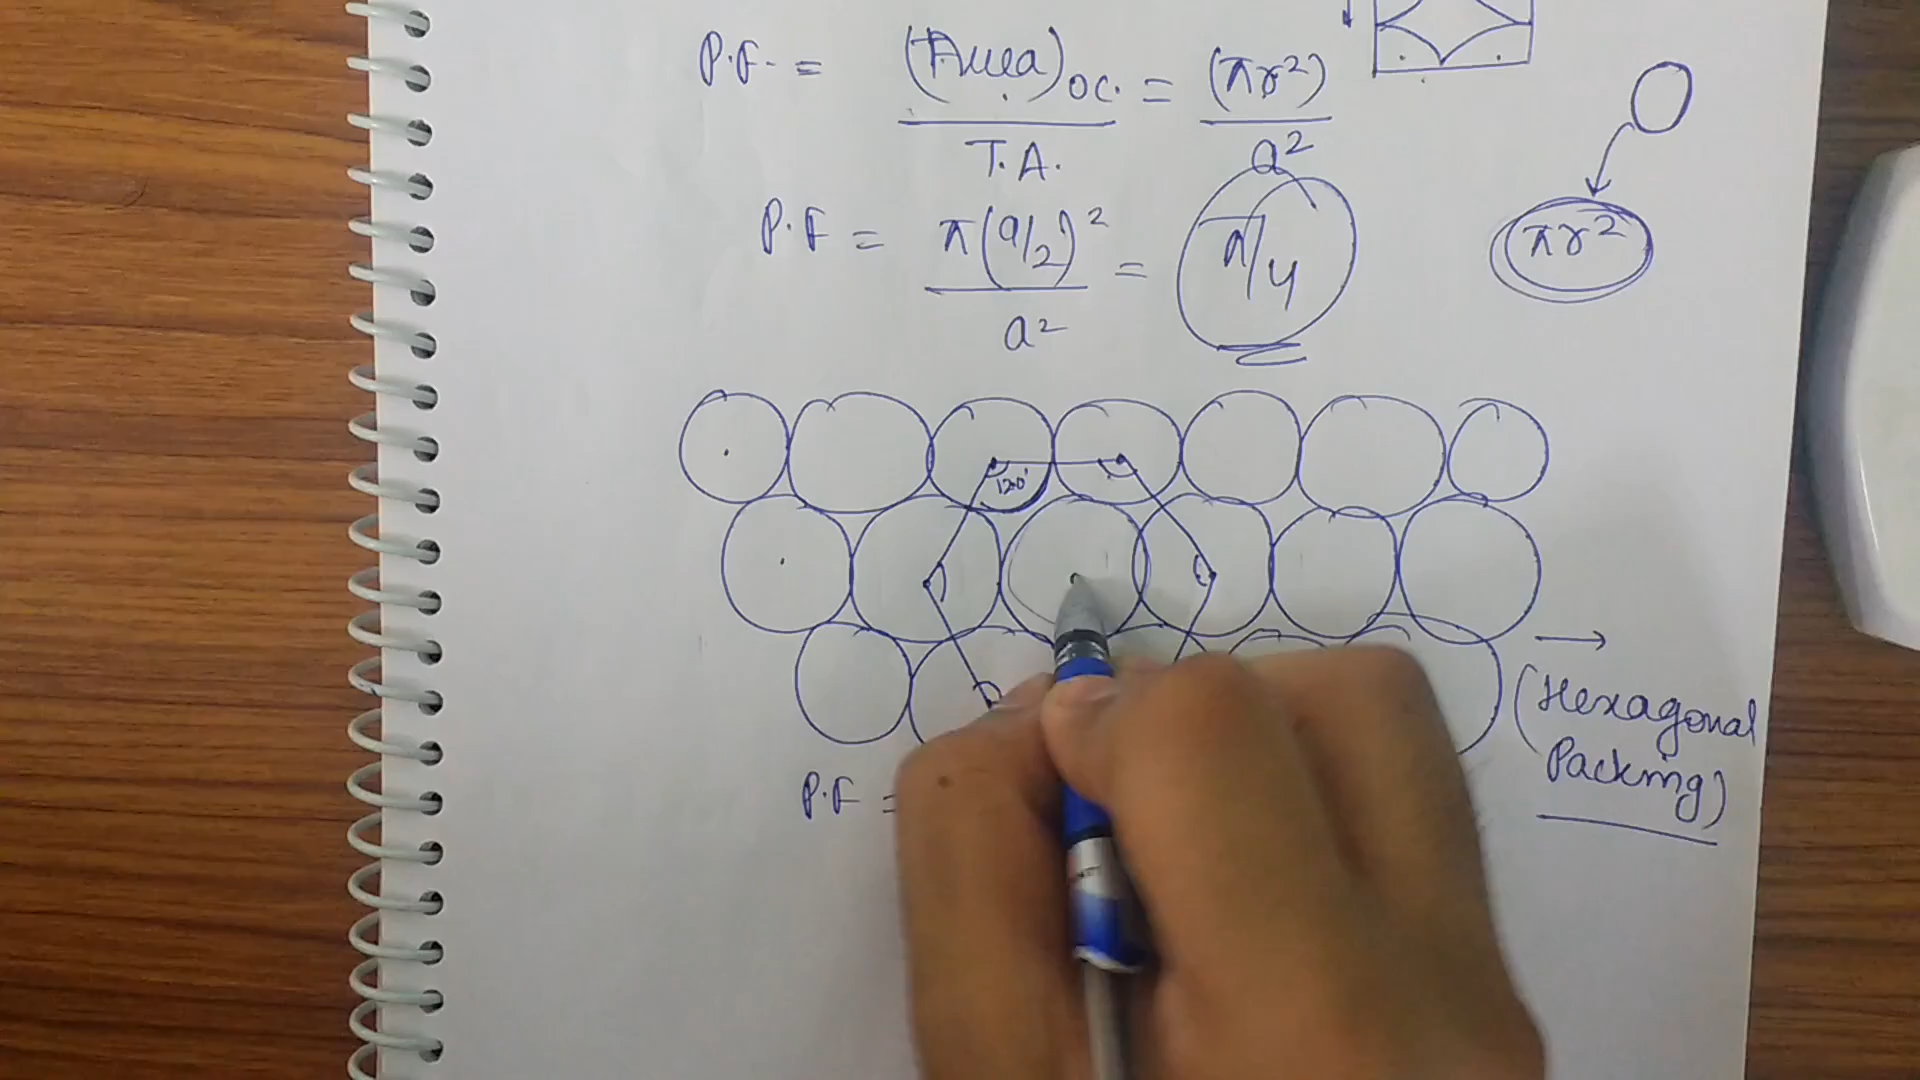 P.F. = (Area)OC. / T.A. = (πr²) / a²
P.F = π(a/2)² / a² = π/4
πr²
120°
(Hexagonal
Packing)
P.F =